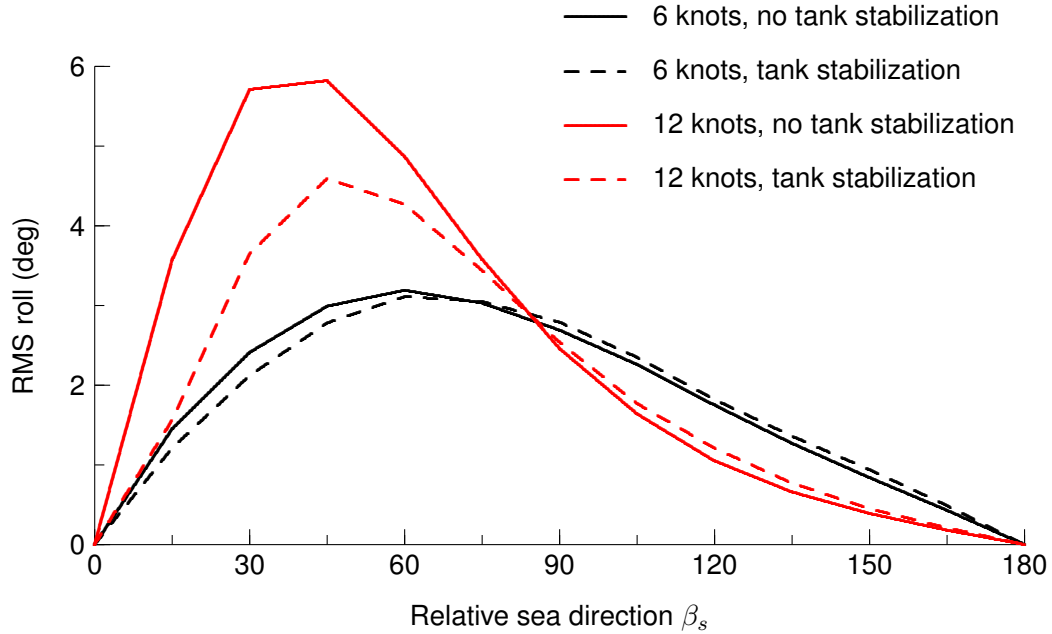 6 knots, no tank stabilization
6 knots, tank stabilization
12 knots, no tank stabilization
12 knots, tank stabilization
6
4
2
0
RMS roll (deg)
0 30 60 90 120 150 180
Relative sea direction βs